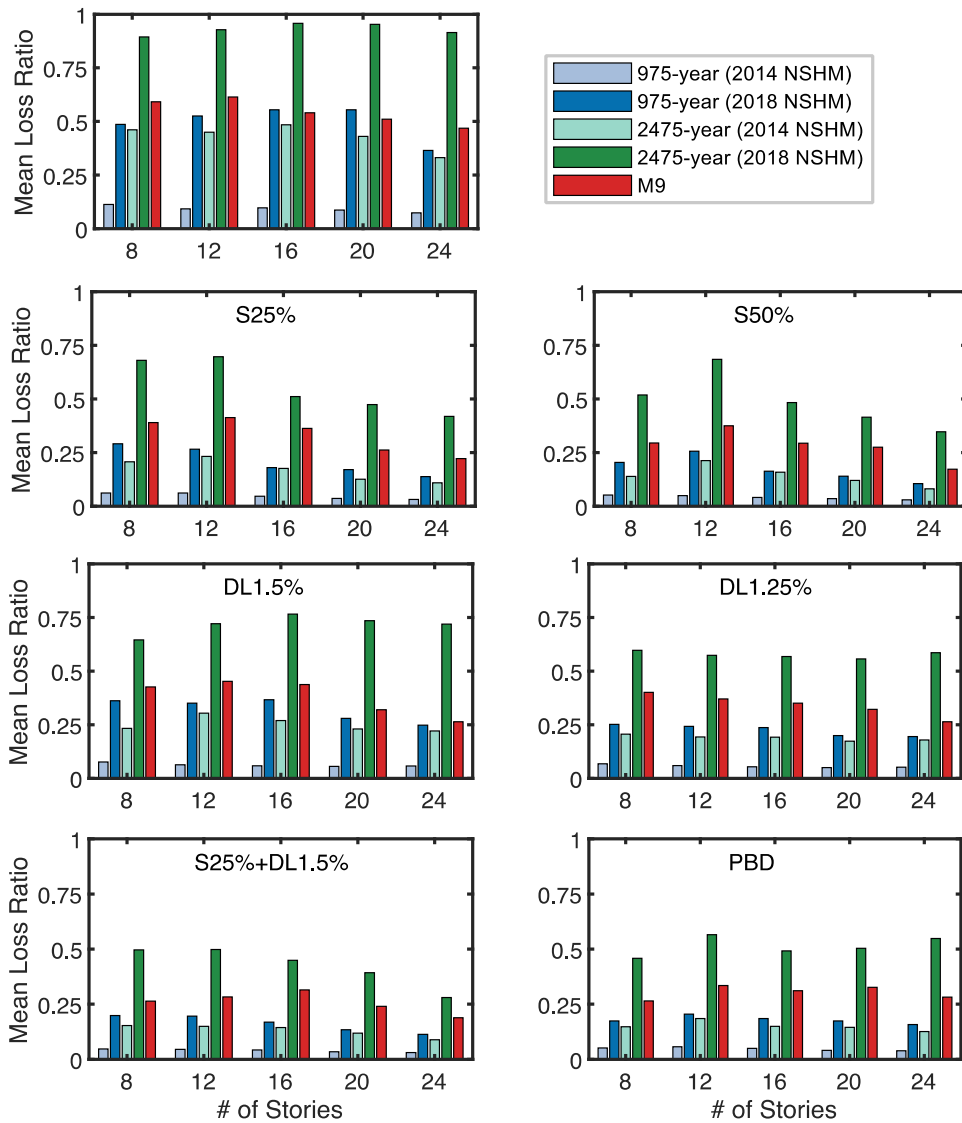 Mean Loss Ratio
1
0.75
0.5
0.25
0
8 12 16 20 24
975-year (2014 NSHM)
975-year (2018 NSHM)
2475-year (2014 NSHM)
2475-year (2018 NSHM)
M9
S25%
Mean Loss Ratio
1
0.75
0.5
0.25
0
8 12 16 20 24
S50%
Mean Loss Ratio
1
0.75
0.5
0.25
0
8 12 16 20 24
DL1.5%
Mean Loss Ratio
1
0.75
0.5
0.25
0
8 12 16 20 24
DL1.25%
1
0.75
0.5
0.25
0
8 12 16 20 24
S25%+DL1.5%
Mean Loss Ratio
1
0.75
0.5
0.25
0
8 12 16 20 24
# of Stories
PBD
1
0.75
0.5
0.25
0
8 12 16 20 24
# of Stories